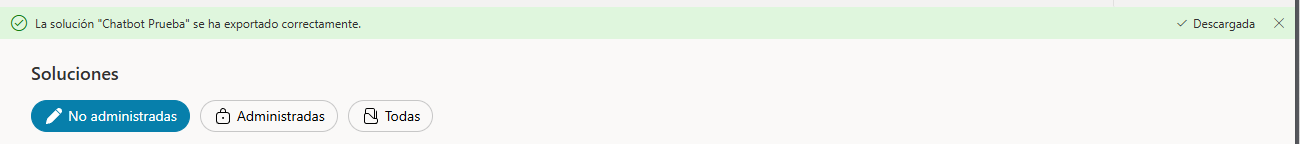 La solución "Chatbot Prueba" se ha exportado correctamente.
Descargada
Soluciones
No administradas
Administradas
Todas